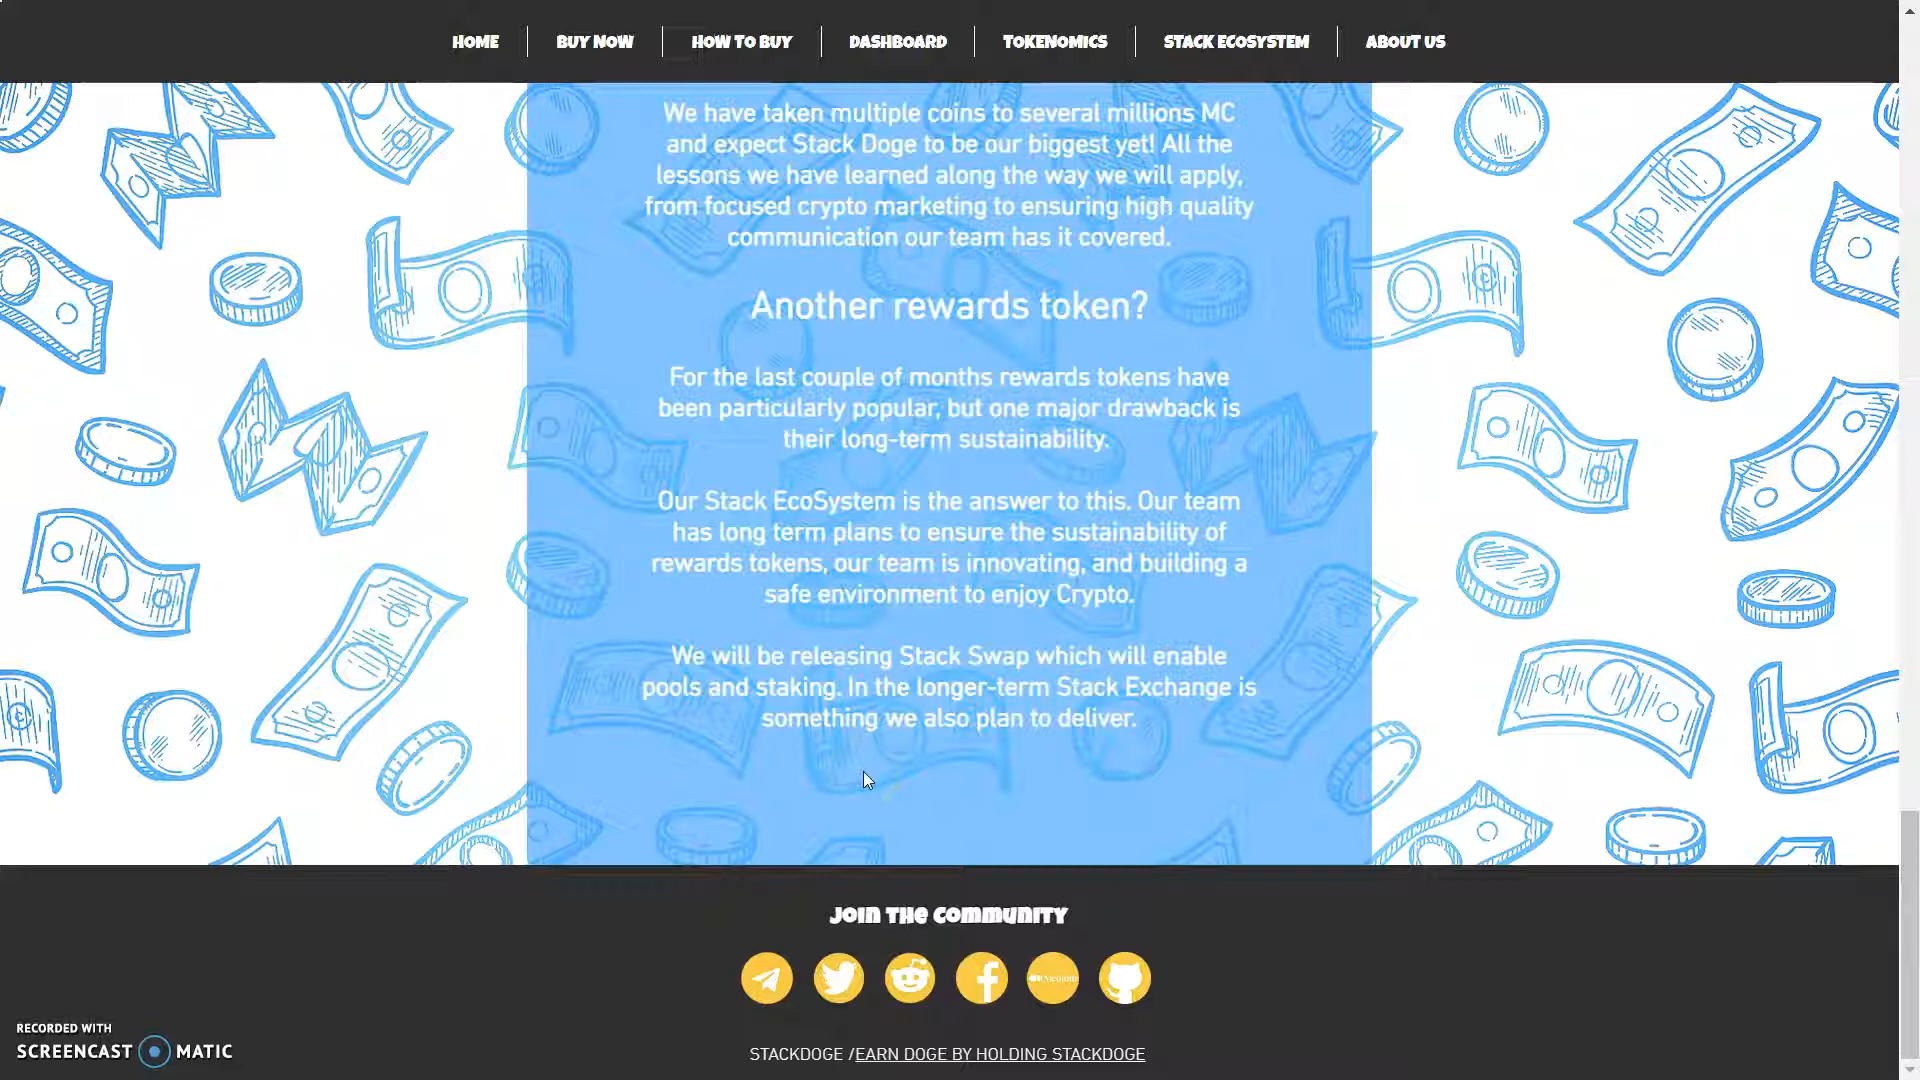 HOME
BUY NOW
HOW TO BUY
DASHBOARD
TOKENOMICS
STACK ECOSYSTEM
ABOUT US
We have taken multiple coins to several millions MC
and expect Stack Doge to be our biggest yet! All the
lessons we have learned along the way we will apply,
from focused crypto marketing to ensuring high quality
communication our team has it covered.
Another rewards token?
For the last couple of months rewards tokens have
been particularly popular, but one major drawback is
their long-term sustainability.
Our Stack EcoSystem is the answer to this. Our team
has long term plans to ensure the sustainability of
rewards tokens, our team is innovating, and building a
safe environment to enjoy Crypto.
We will be releasing Stack Swap which will enable
pools and staking. In the longer-term Stack Exchange is
something we also plan to deliver.
Join The Community
Medium
RECORDED WITH
SCREENCAST MATIC
STACKDOGE /EARN DOGE BY HOLDING STACKDOGE